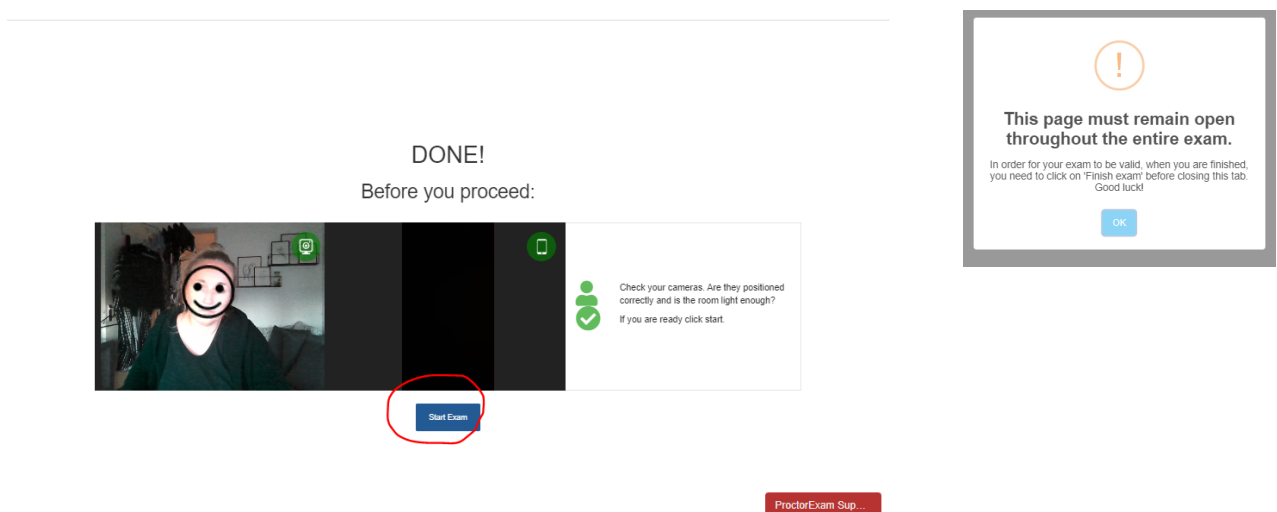 DONE!
Before you proceed:
Check your cameras. Are they positioned
correctly and is the room light enough?
If you are ready click start.
Start Exam
ProctorExam Sup...
!
This page must remain open
throughout the entire exam.
In order for your exam to be valid, when you are finished,
you need to click on 'Finish exam' before closing this tab.
Good luck!
OK